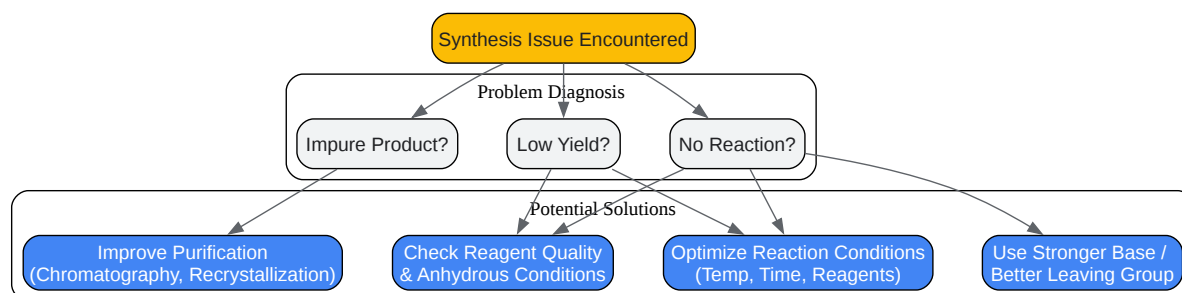 Synthesis Issue Encountered
Problem Diagnosis
Impure Product?
Low Yield?
No Reaction?
Potential Solutions
Improve Purification
(Chromatography, Recrystallization)
Check Reagent Quality
& Anhydrous Conditions
Optimize Reaction Conditions
(Temp, Time, Reagents)
Use Stronger Base /
Better Leaving Group